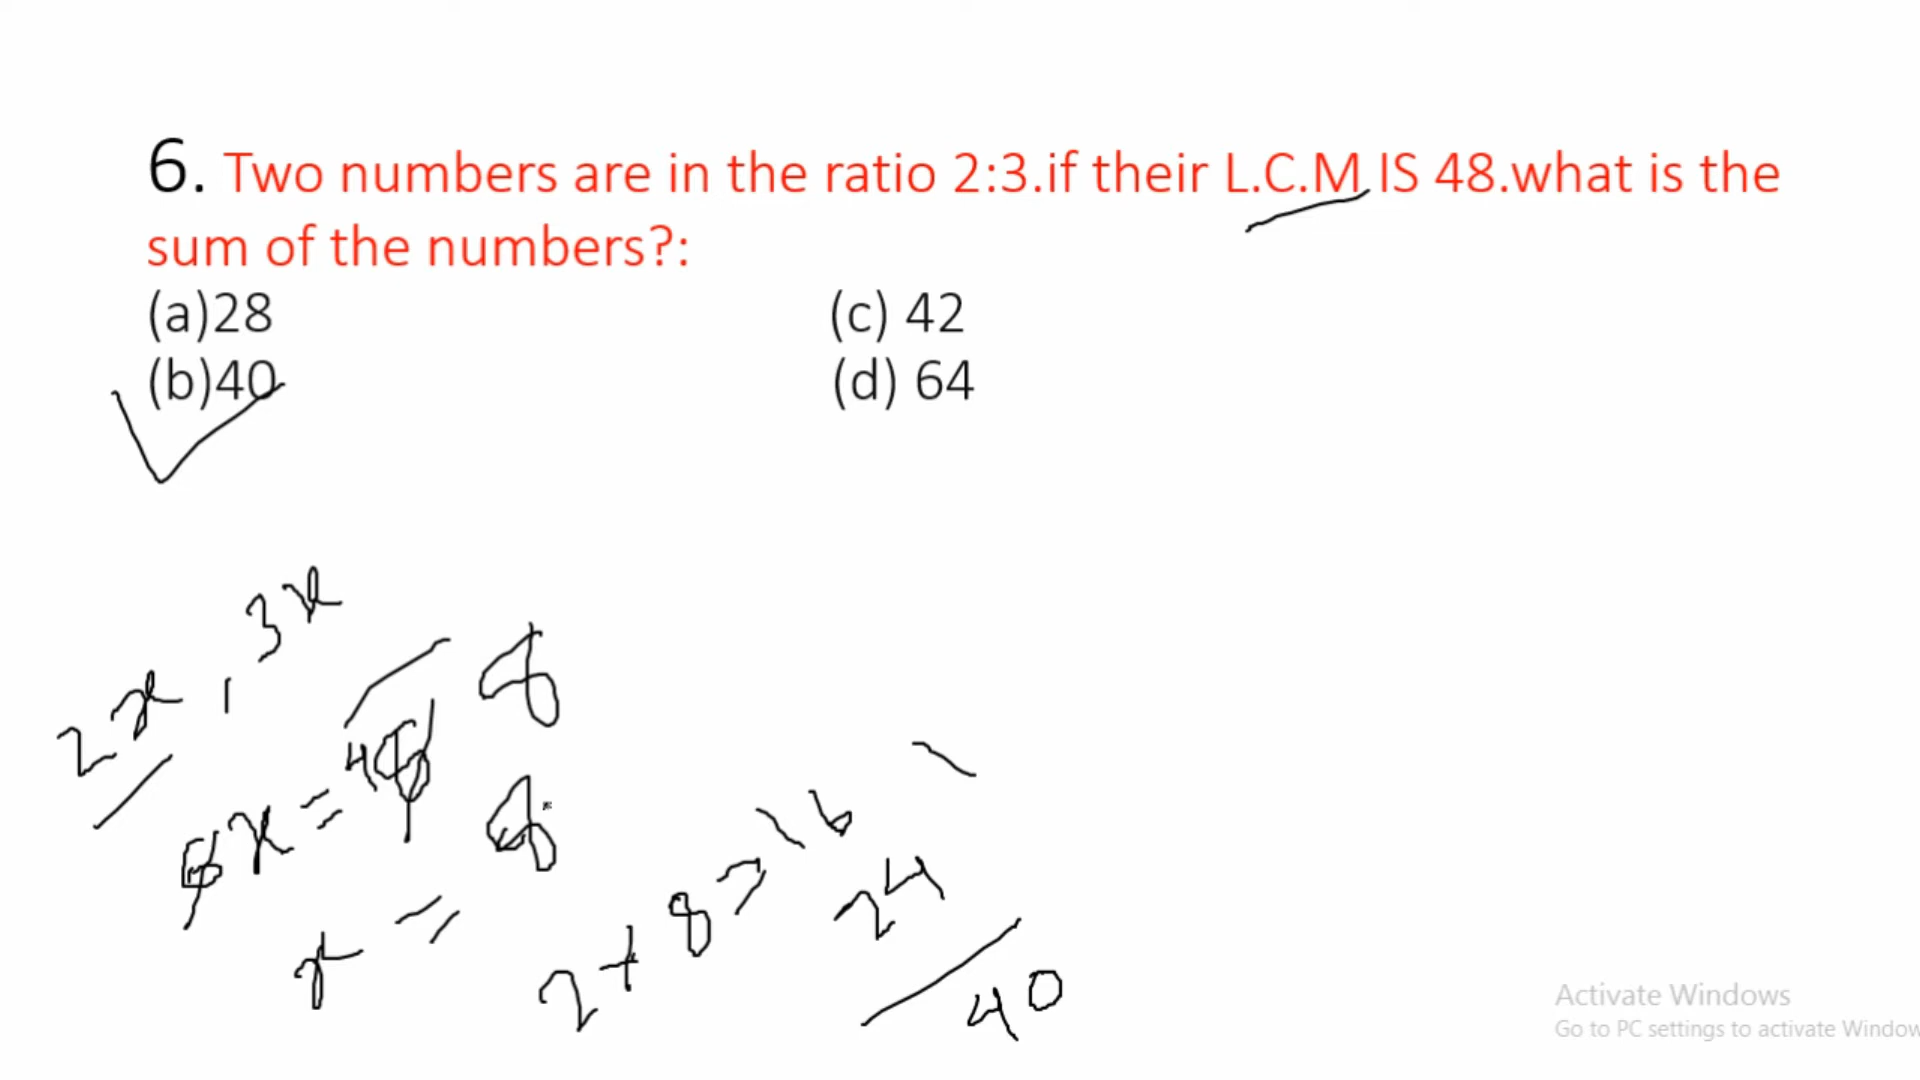 6. Two numbers are in the ratio 2:3.if their L.C.M IS 48.what is the
sum of the numbers?:
(a)28 (c) 42
(b)40 (d) 64
2x , 3x
x = 48 8
x = 8
2 + 8 = 16
24
40
Activate Windows
Go to PC settings to activate Window